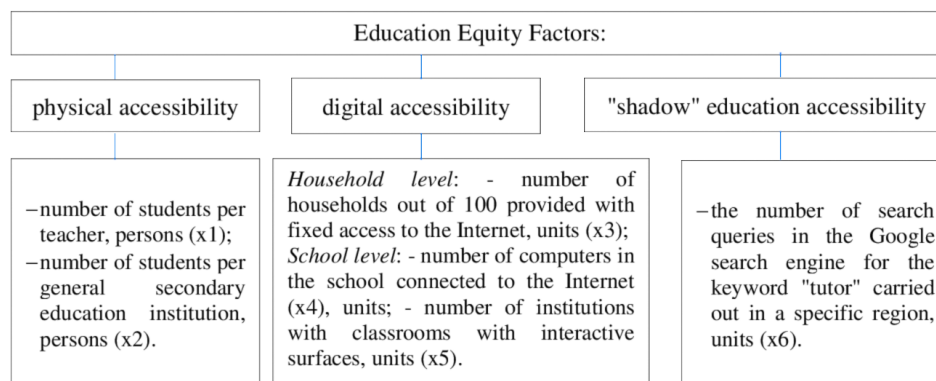 Education Equity Factors:
physical accessibility
digital accessibility
"shadow" education accessibility
–number of students per
teacher, persons (x1);
–number of students per
general secondary
education institution,
persons (x2).
Household level: - number of
households out of 100 provided with
fixed access to the Internet, units (x3);
School level: - number of computers in
the school connected to the Internet
(x4), units; - number of institutions
with classrooms with interactive
surfaces, units (x5).
–the number of search
queries in the Google
search engine for the
keyword "tutor" carried
out in a specific region,
units (x6).